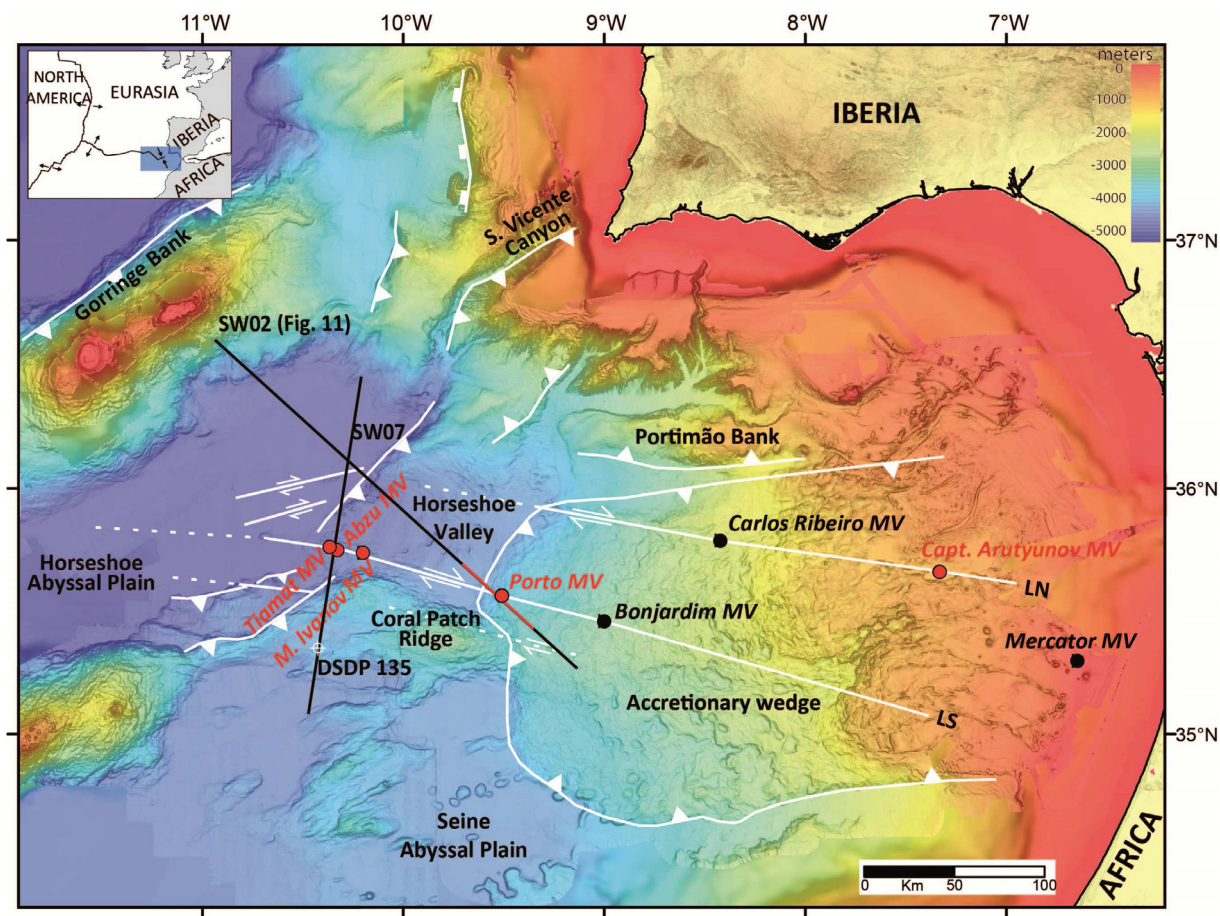 11°W
10°W
9°W
8°W
7°W
meters
0
-1000
-2000
-3000
-4000
-5000
NORTH
AMERICA
EURASIA
IBERIA
AFRICA
IBERIA
S. Vicente
Canyon
37°N
Gorringe Bank
SW02 (Fig. 11)
SW07
Portimão Bank
36°N
Horseshoe
Valley
Abzu MV
Carlos Ribeiro MV
Capt. Arutyunov MV
Horseshoe
Abyssal Plain
Tiamat MV
M. Ivanov MV
Porto MV
LN
Bonjardim MV
Coral Patch
Ridge
Mercator MV
DSDP 135
Accretionary wedge
LS
35°N
Seine
Abyssal Plain
AFRICA
0 Km 50 100